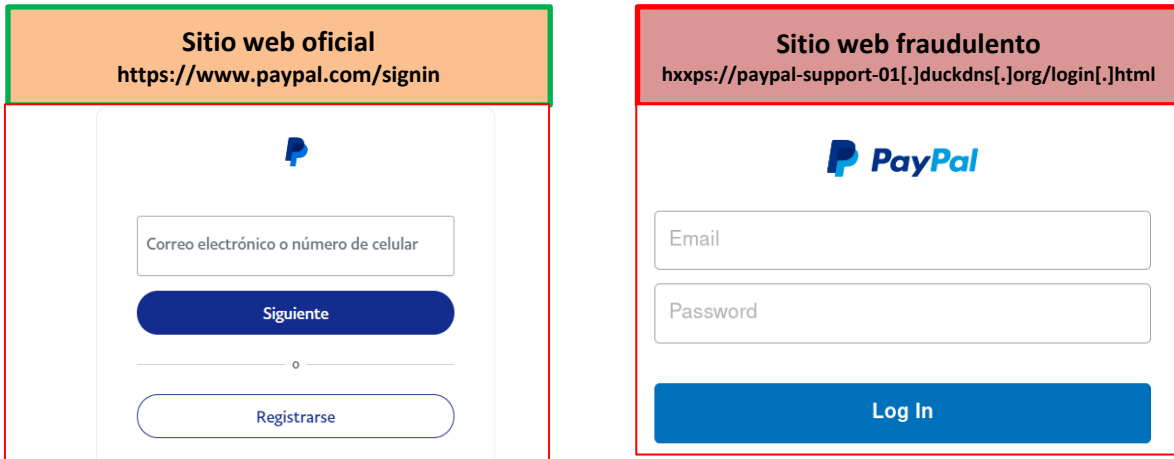 Sitio web oficial
https://www.paypal.com/signin
Correo electrónico o número de celular
Siguiente
o
Registrarse
Sitio web fraudulento
hxxps://paypal-support-01[.]duckdns[.]org/login[.]html
PayPal
Email
Password
Log In